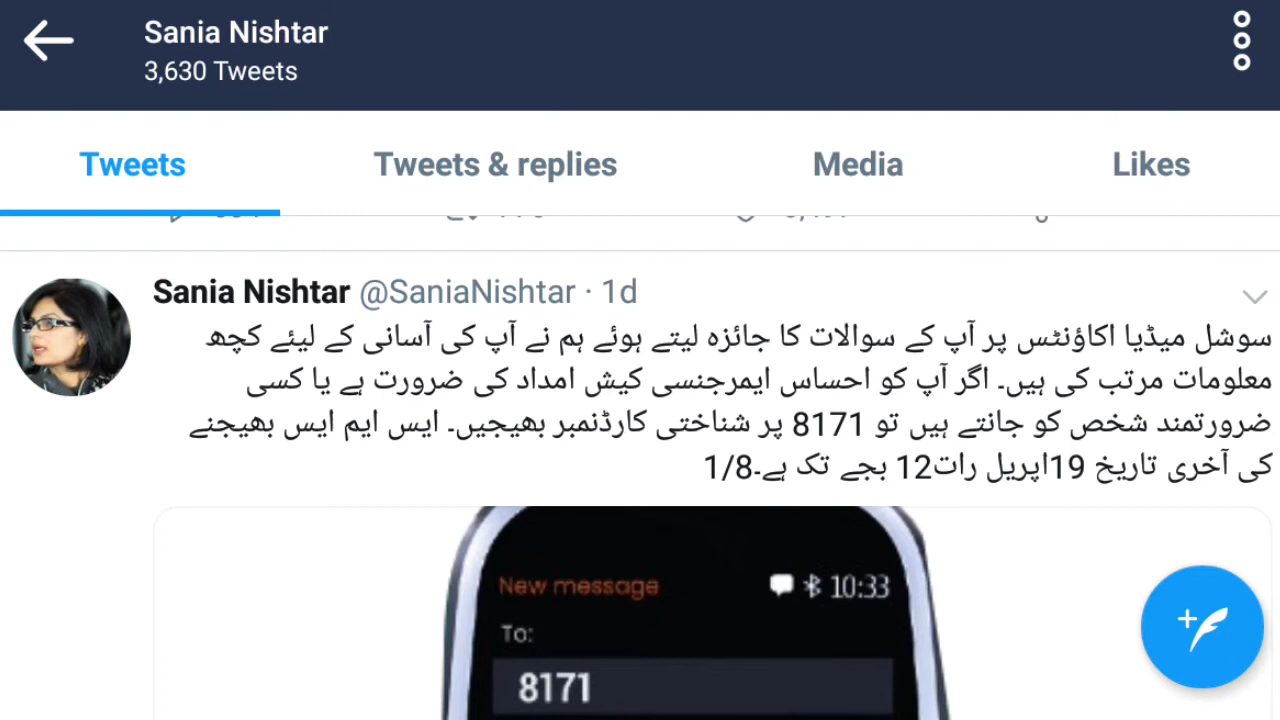 Sania Nishtar
3,630 Tweets
Tweets
Tweets & replies
Media
Likes
Sania Nishtar @SaniaNishtar · 1d
سوشل میڈیا اکاؤنٹس پر آپ کے سوالات کا جائزہ لیتے ہوئے ہم نے آپ کی آسانی کے لیئے کچھ
معلومات مرتب کی ہیں۔ اگر آپ کو احساس ایمرجنسی کیش امداد کی ضرورت ہے یا کسی
ضرورتمند شخص کو جانتے ہیں تو 8171 پر شناختی کارڈنمبر بھیجیں۔ ایس ایم ایس بھیجنے
کی آخری تاریخ 19اپریل رات12 بجے تک ہے۔1/8
New message
10:33
To:
8171